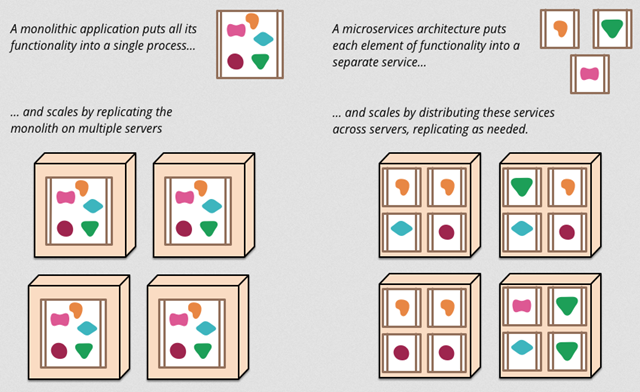 A monolithic application puts all its
functionality into a single process...
... and scales by replicating the
monolith on multiple servers
A microservices architecture puts
each element of functionality into a
separate service...
... and scales by distributing these services
across servers, replicating as needed.